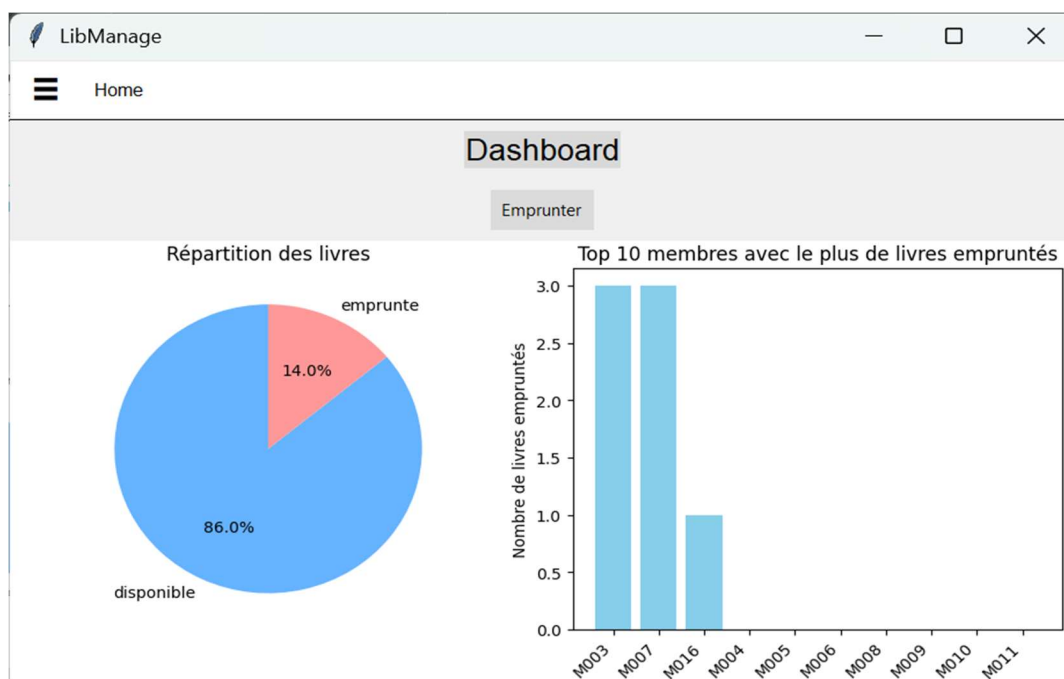 LibManage
Home
Dashboard
Emprunter
Répartition des livres
emprunte
14.0%
86.0%
disponible
Top 10 membres avec le plus de livres empruntés
Nombre de livres empruntés
3.0
2.5
2.0
1.5
1.0
0.5
0.0
M003
M007
M016
M004
M005
M006
M008
M009
M010
M011